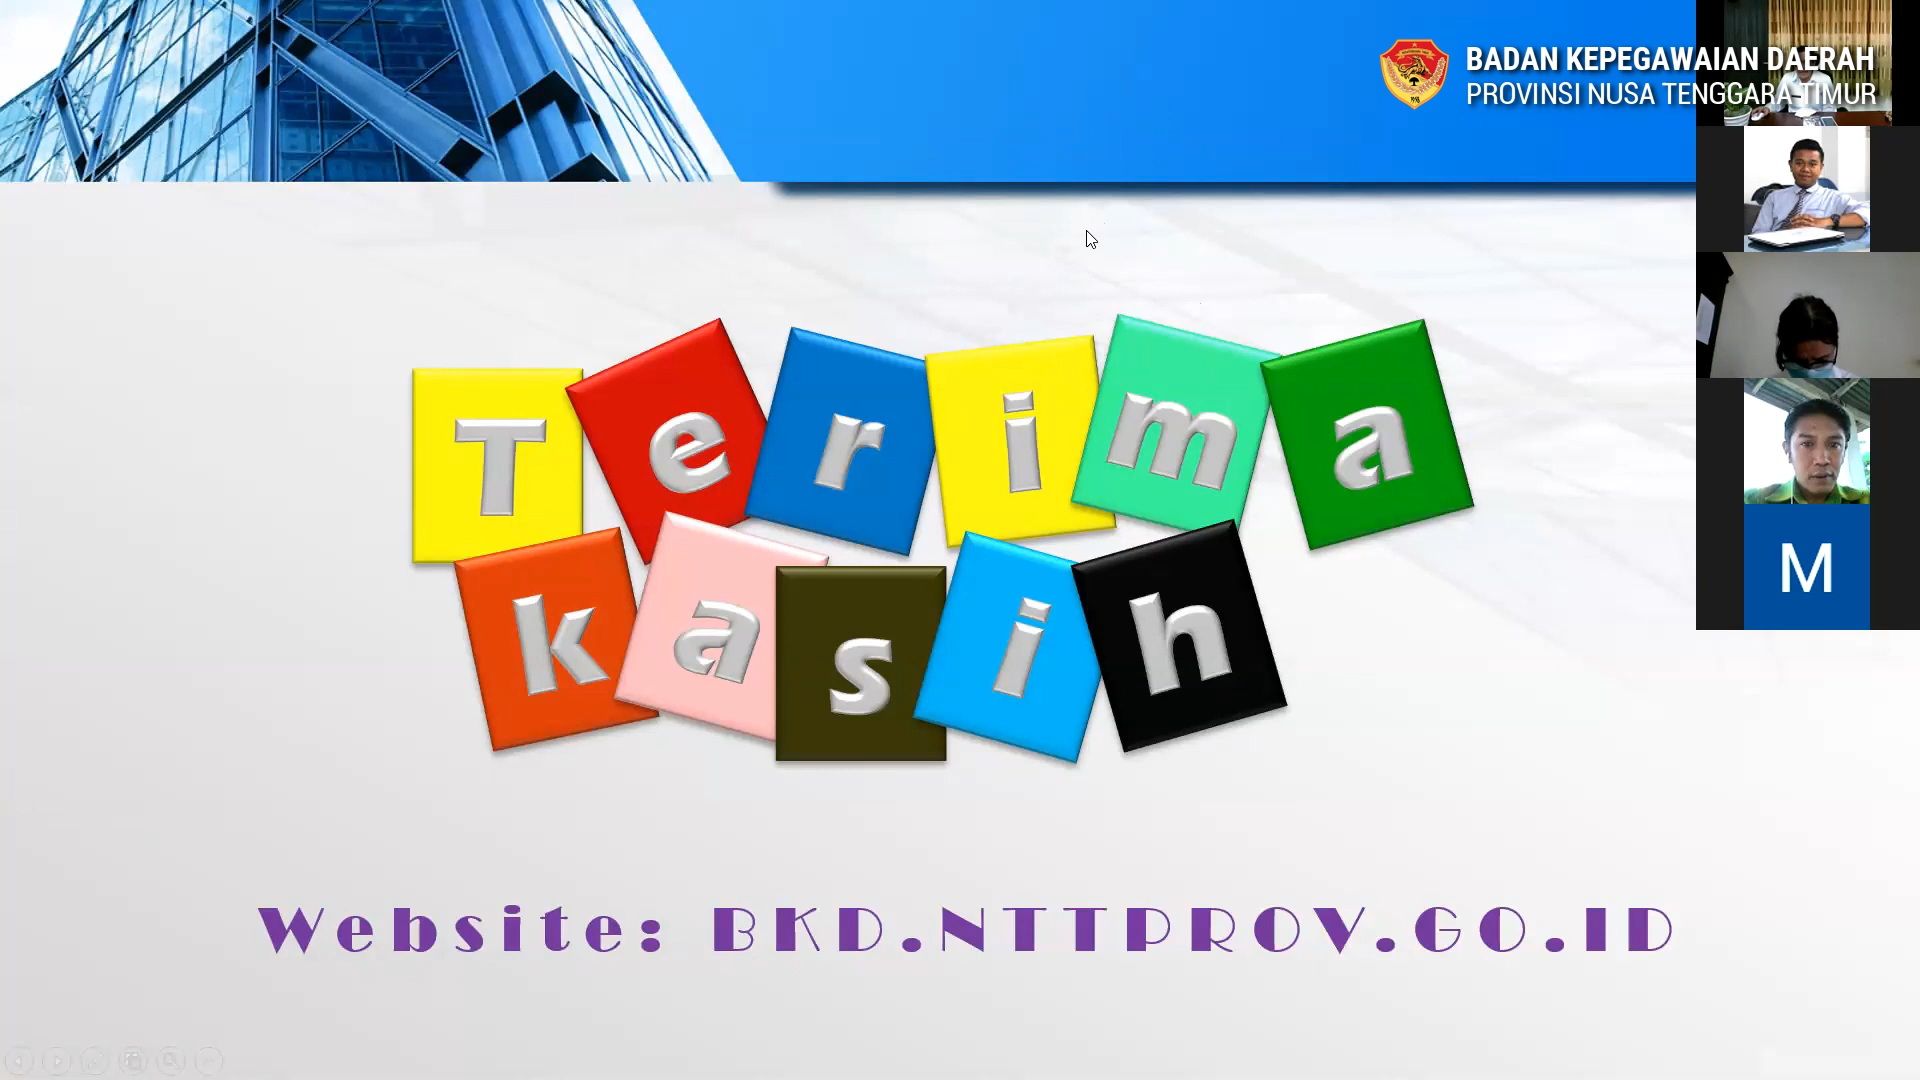 BADAN KEPEGAWAIAN DAERAH
PROVINSI NUSA TENGGARA TIMUR
Terima
kasih
Website: BKD.NTTPROV.GO.ID
M